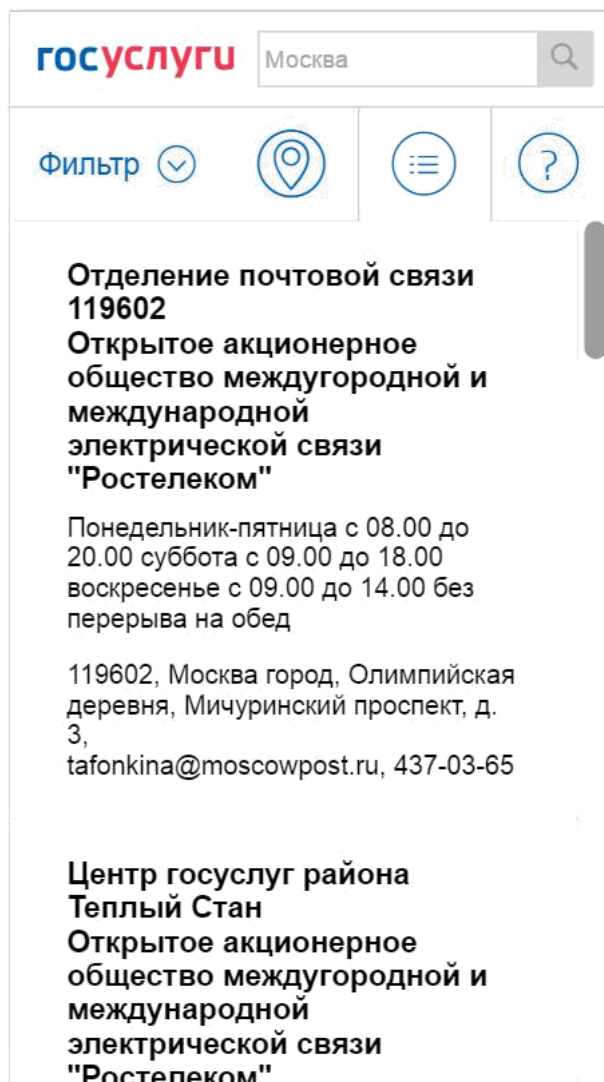 госуслуги
Москва
Фильтр
?
Отделение почтовой связи
119602
Открытое акционерное
общество междугородной и
международной
электрической связи
"Ростелеком"
Понедельник-пятница с 08.00 до
20.00 суббота с 09.00 до 18.00
воскресенье с 09.00 до 14.00 без
перерыва на обед
119602, Москва город, Олимпийская
деревня, Мичуринский проспект, д.
3,
tafonkina@moscowpost.ru, 437-03-65
Центр госуслуг района
Теплый Стан
Открытое акционерное
общество междугородной и
международной
электрической связи
"Ростелеком"